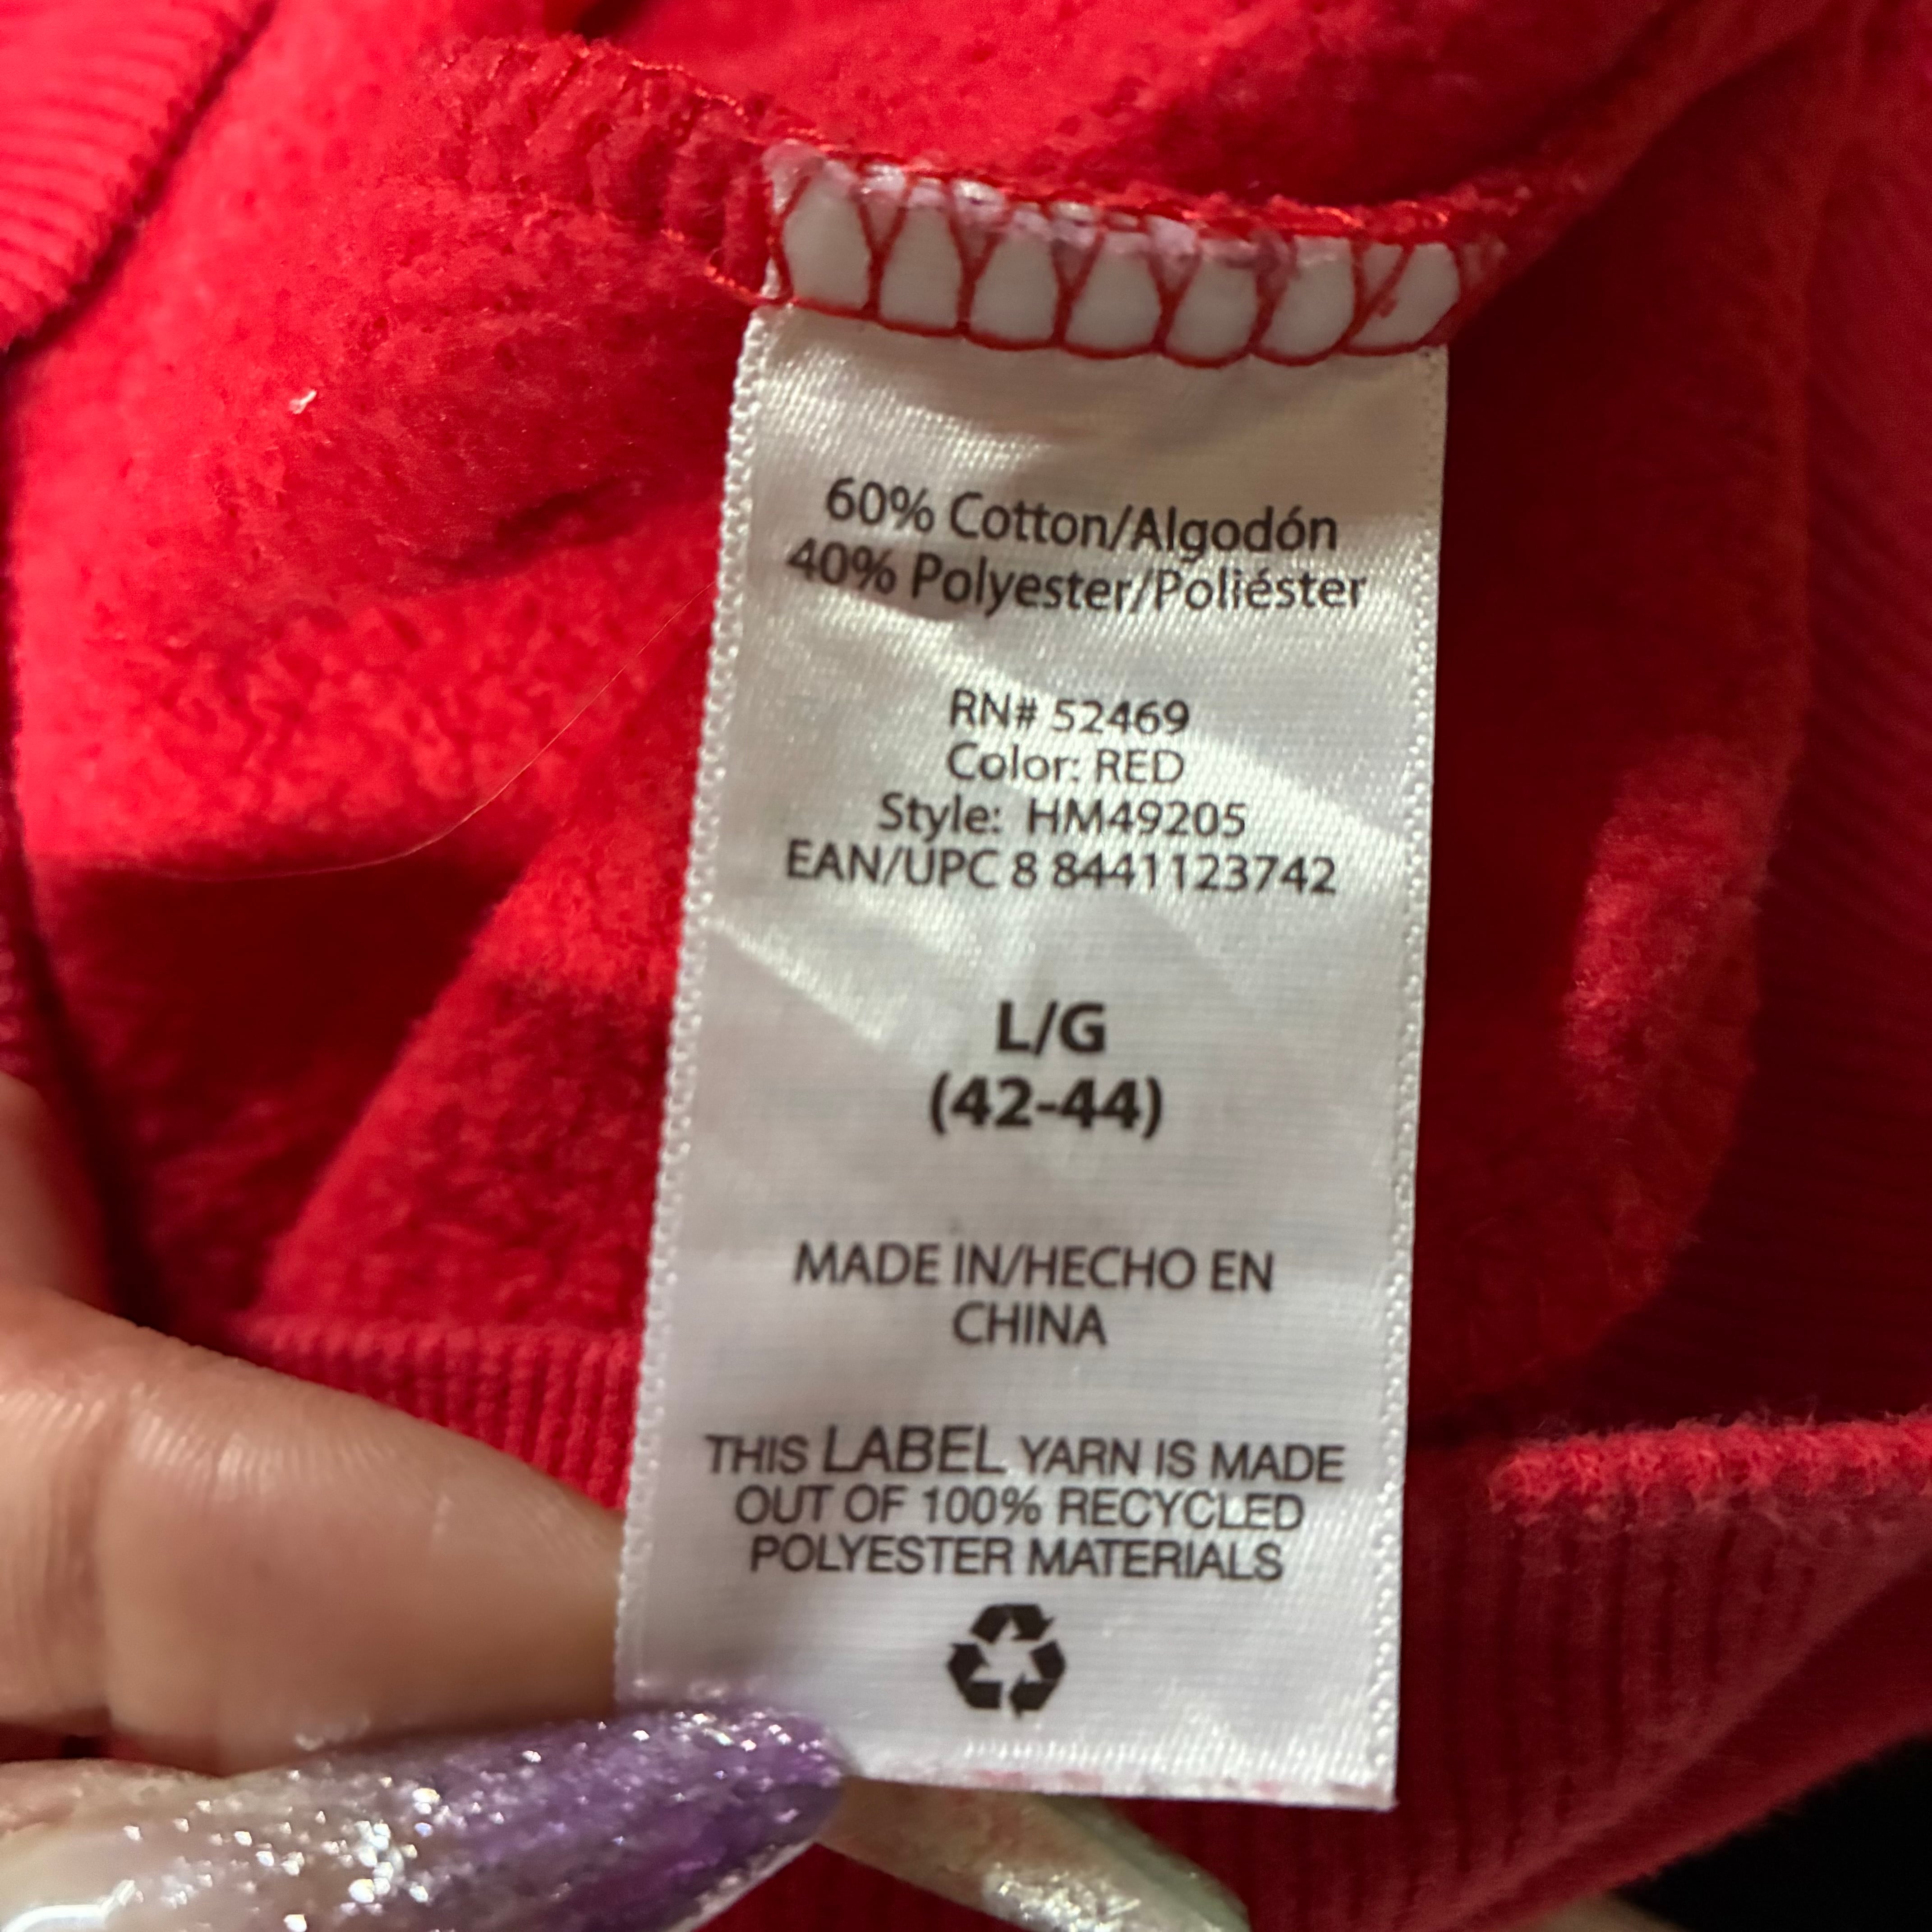 60% Cotton/Algodón
40% Polyester/Poliéster
RN# 52469
Color: RED
Style: HM49205
EAN/UPC 8 8441123742
L/G
(42-44)
MADE IN/HECHO EN
CHINA
THIS LABEL YARN IS MADE
OUT OF 100% RECYCLED
POLYESTER MATERIALS